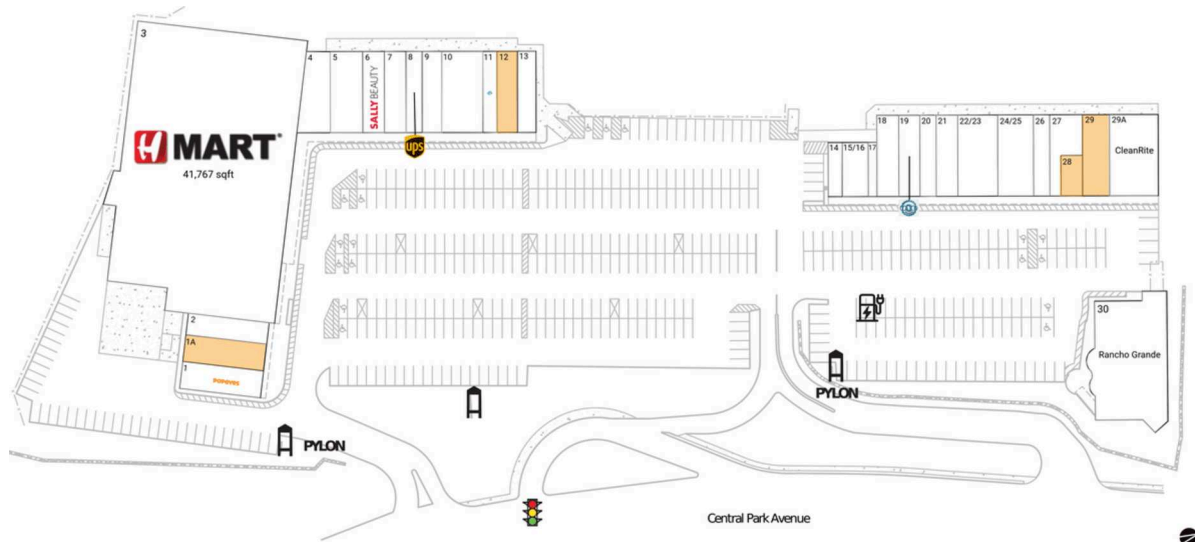 3
H MART
41,767 sqft
4
5
6
7
8
9
10
11
12
13
SALLY BEAUTY
ups
14
15/16
17
18
19
20
21
22/23
24/25
26
27
28
29
29A
CleanRite
2
1A
1
POPEYES
30
Rancho Grande
PYLON
PYLON
Central Park Avenue